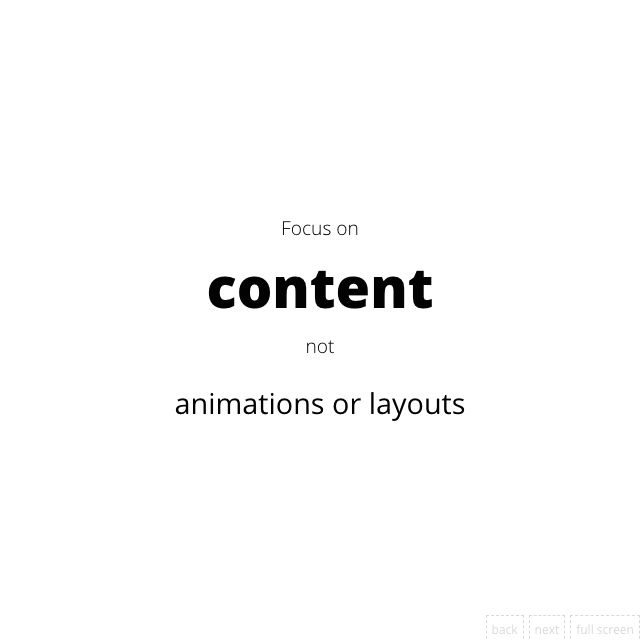 Focus on
content
not
animations or layouts
back next full screen